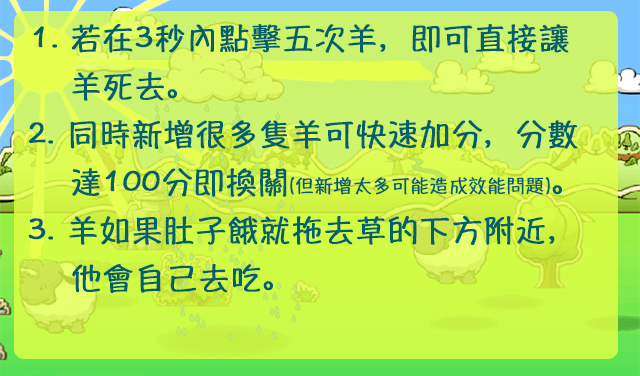 1. 若在3秒內點擊五次羊，即可直接讓
羊死去。
2. 同時新增很多隻羊可快速加分，分數
達100分即換關(但新增太多可能造成效能問題)。
3. 羊如果肚子餓就拖去草的下方附近，
他會自己去吃。